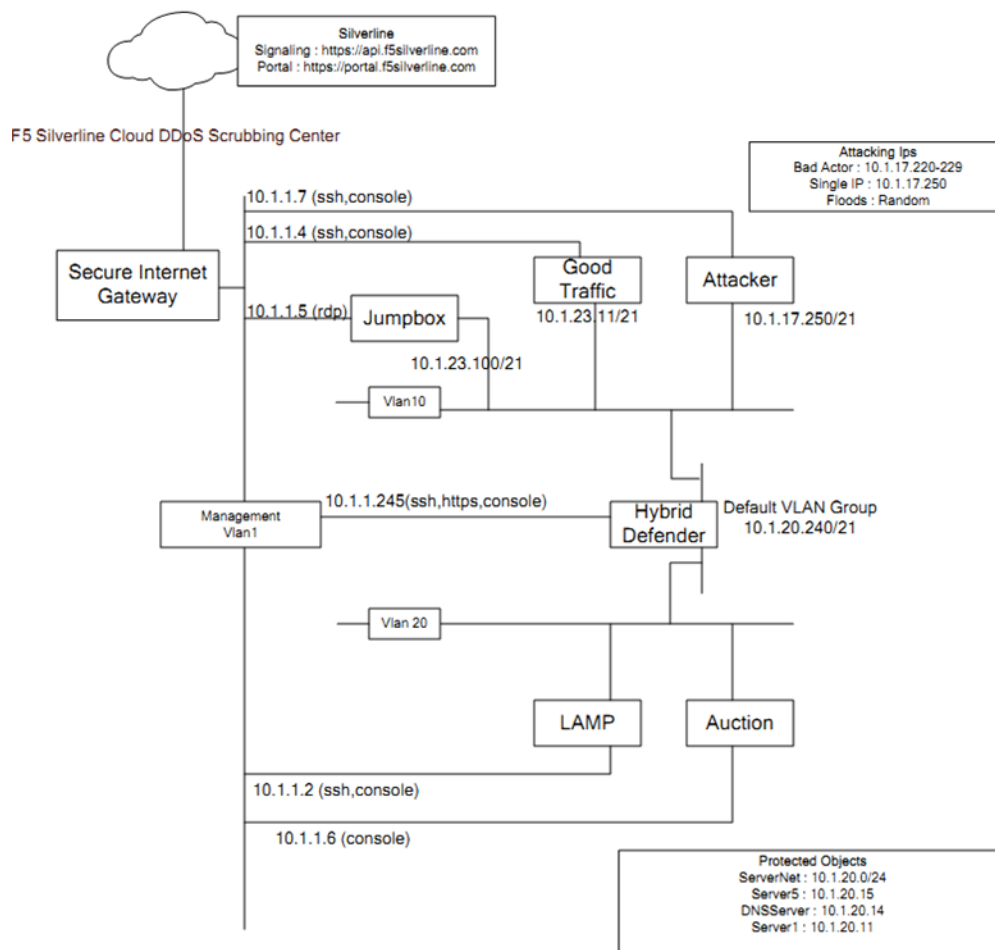 Silverline
Signaling : https://api.f5silverline.com
Portal : https://portal.f5silverline.com
F5 Silverline Cloud DDoS Scrubbing Center
Attacking Ips
Bad Actor : 10.1.17.220-229
Single IP : 10.1.17.250
Floods : Random
10.1.1.7 (ssh,console)
10.1.1.4 (ssh,console)
Secure Internet
Gateway
Good
Traffic
Attacker
10.1.1.5 (rdp)
Jumpbox
10.1.23.11/21
10.1.17.250/21
10.1.23.100/21
Vlan10
10.1.1.245(ssh,https,console)
Management
Vlan1
Hybrid
Defender
Default VLAN Group
10.1.20.240/21
Vlan 20
LAMP
Auction
10.1.1.2 (ssh,console)
10.1.1.6 (console)
Protected Objects
ServerNet : 10.1.20.0/24
Server5 : 10.1.20.15
DNSServer : 10.1.20.14
Server1 : 10.1.20.11